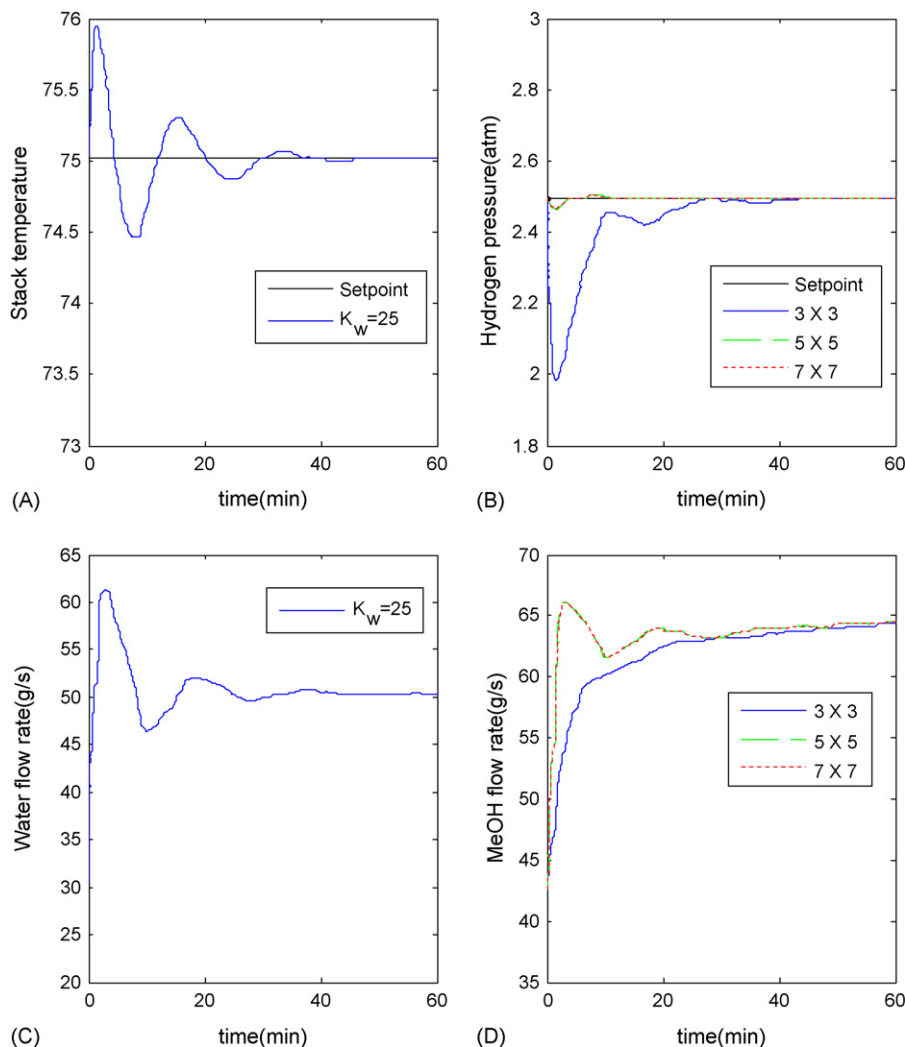 76
75.5
75
74.5
74
73.5
73
Stack temperature
Setpoint
K_w=25
0 20 40 60
(A) time(min)
3
2.8
2.6
2.4
2.2
2
1.8
Hydrogen pressure(atm)
Setpoint
3 X 3
5 X 5
7 X 7
0 20 40 60
(B) time(min)
65
60
55
50
45
40
35
30
25
20
Water flow rate(g/s)
K_w=25
0 20 40 60
(C) time(min)
70
65
60
55
50
45
40
35
MeOH flow rate(g/s)
3 X 3
5 X 5
7 X 7
0 20 40 60
(D) time(min)